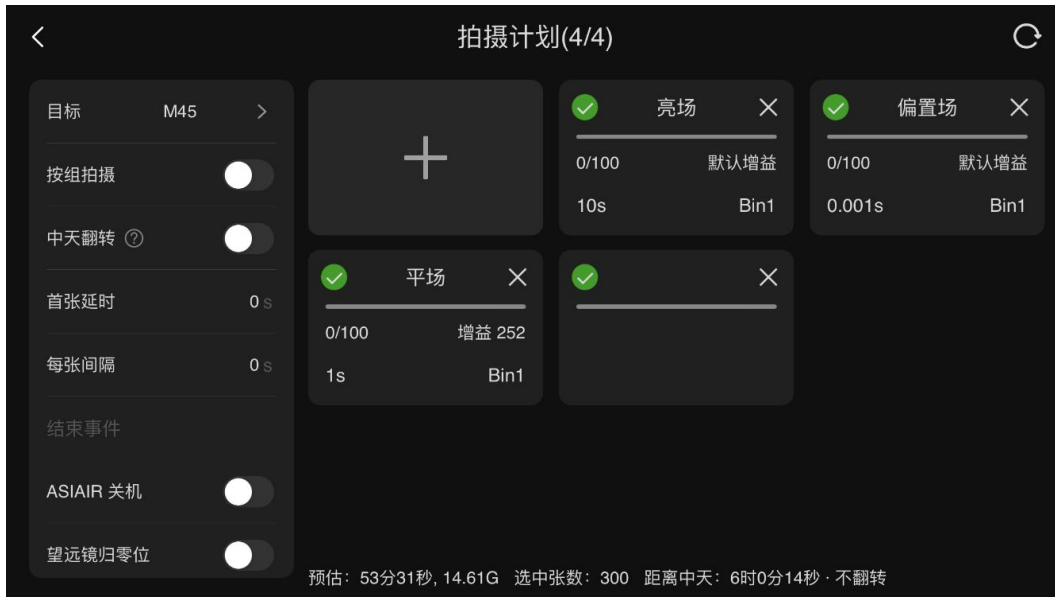 拍摄计划(4/4)
目标 M45
按组拍摄
中天翻转 ?
首张延时 0 s
每张间隔 0 s
结束事件
ASIAIR 关机
望远镜归零位
亮场
0/100 默认增益
10s Bin1
偏置场
0/100 默认增益
0.001s Bin1
平场
0/100 增益 252
1s Bin1
预估：53分31秒, 14.61G 选中张数：300 距离中天：6时0分14秒 · 不翻转